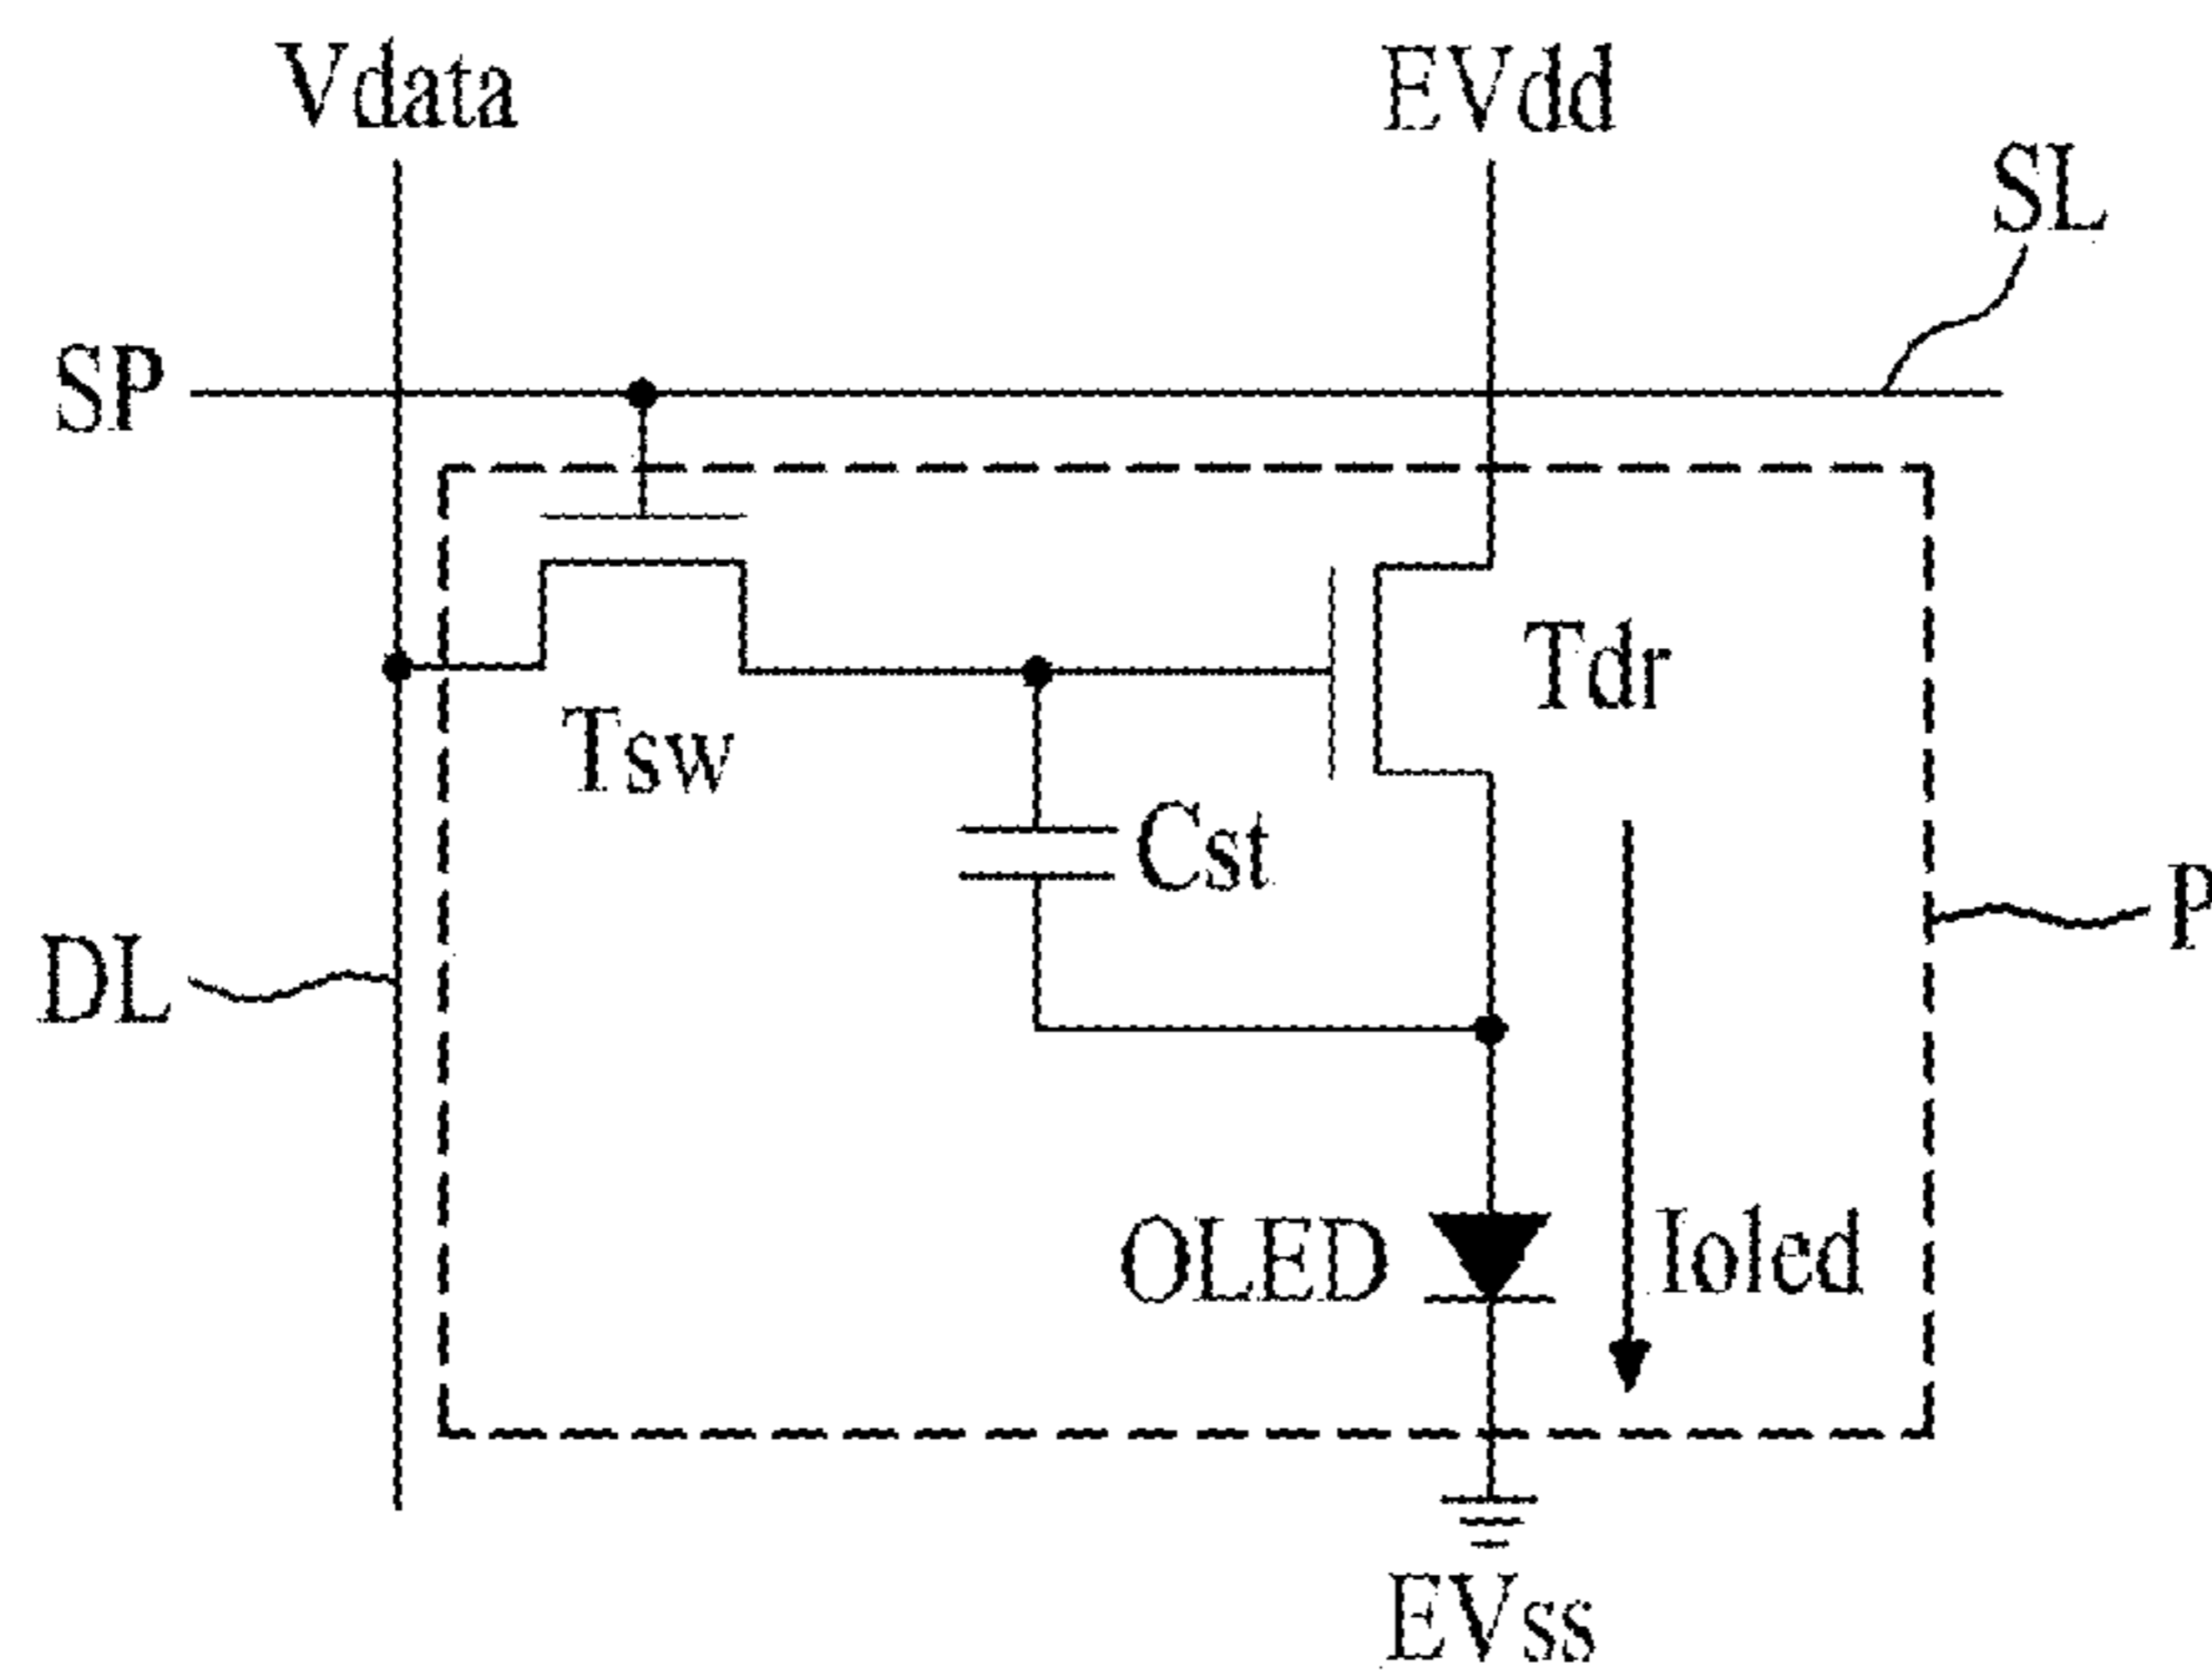 Vdata
EVdd
SL
SP
Tdr
Tsw
Cst
P
DL
OLED
Ioled
EVss